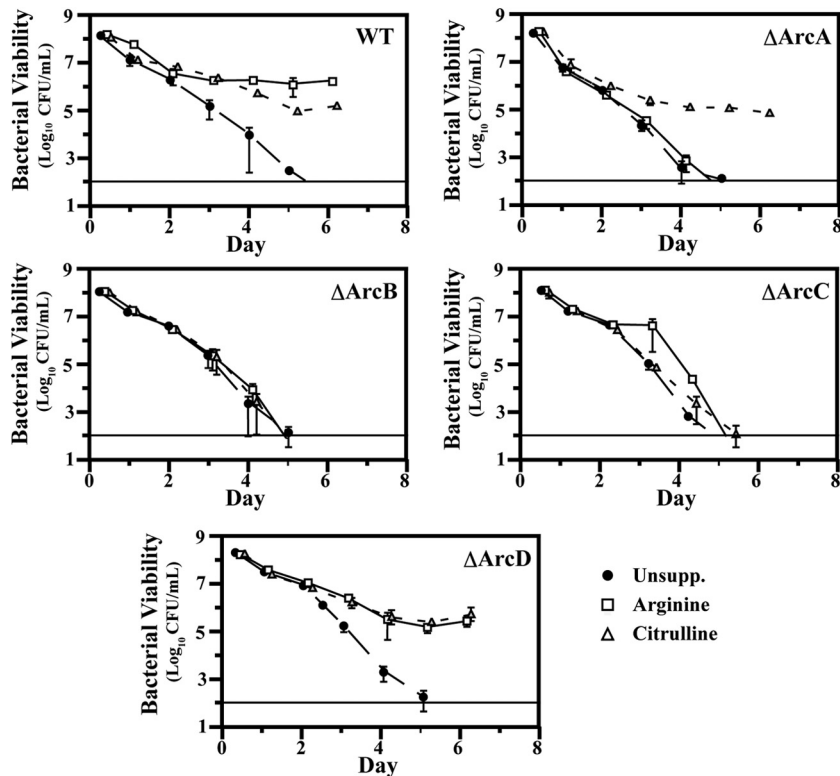 WT
9
7
5
3
1
Bacterial Viability
(Log₁₀ CFU/mL)
0 2 4 6 8
Day
ΔArcA
9
7
5
3
1
Bacterial Viability
(Log₁₀ CFU/mL)
0 2 4 6 8
Day
ΔArcB
9
7
5
3
1
Bacterial Viability
(Log₁₀ CFU/mL)
0 2 4 6 8
Day
ΔArcC
9
7
5
3
1
Bacterial Viability
(Log₁₀ CFU/mL)
0 2 4 6 8
Day
ΔArcD
9
7
5
3
1
Bacterial Viability
(Log₁₀ CFU/mL)
0 2 4 6 8
Day
Unsupp.
Arginine
Citrulline